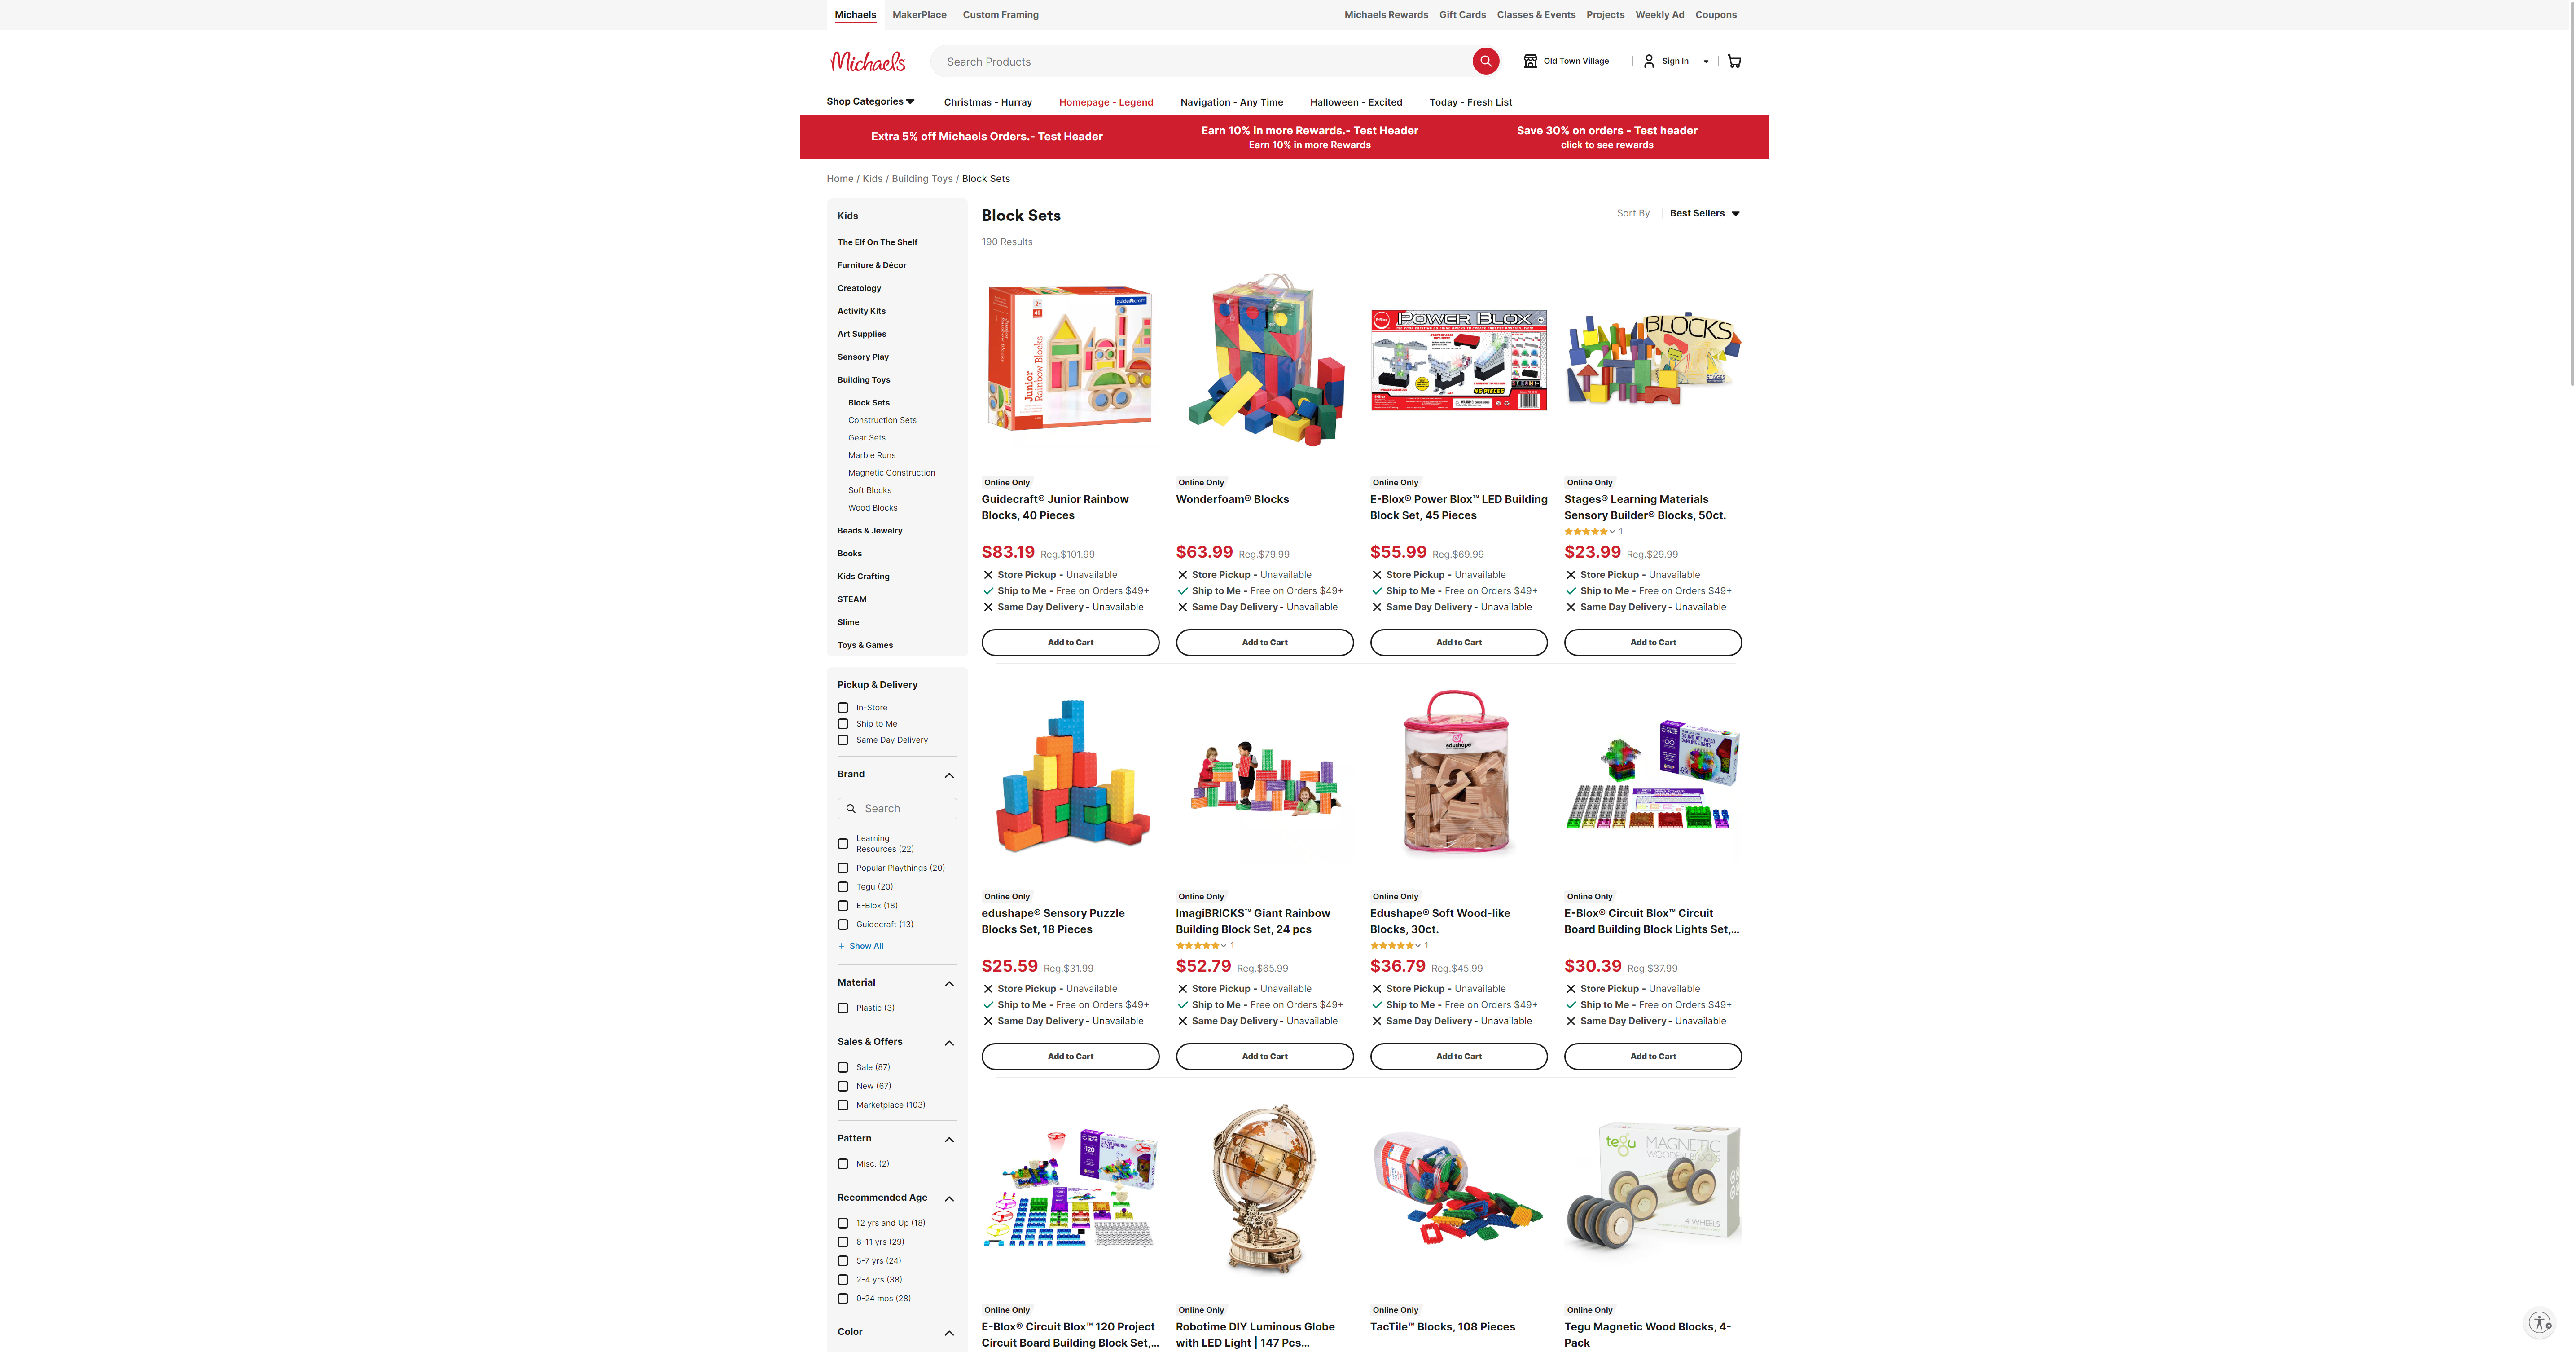 Michaels MakerPlace Custom Framing
Michaels Rewards Gift Cards Classes & Events Projects Weekly Ad Coupons
Michaels
Search Products
Old Town Village
Sign In
Shop Categories
Christmas - Hurray
Homepage - Legend
Navigation - Any Time
Halloween - Excited
Today - Fresh List
Extra 5% off Michaels Orders.- Test Header
Earn 10% in more Rewards.- Test Header
Earn 10% in more Rewards
Save 30% on orders - Test header
click to see rewards
Home / Kids / Building Toys / Block Sets
Kids
The Elf On The Shelf
Furniture & Décor
Creatology
Activity Kits
Art Supplies
Sensory Play
Building Toys
Block Sets
Construction Sets
Gear Sets
Marble Runs
Magnetic Construction
Soft Blocks
Wood Blocks
Beads & Jewelry
Books
Kids Crafting
STEAM
Slime
Toys & Games
Pickup & Delivery
In-Store
Ship to Me
Same Day Delivery
Brand
Search
Learning
Resources (22)
Popular Playthings (20)
Tegu (20)
E-Blox (18)
Guidecraft (13)
+ Show All
Material
Plastic (3)
Sales & Offers
Sale (87)
New (67)
Marketplace (103)
Pattern
Misc. (2)
Recommended Age
12 yrs and Up (18)
8-11 yrs (29)
5-7 yrs (24)
2-4 yrs (38)
0-24 mos (28)
Color
Block Sets
190 Results
Sort By
Best Sellers
guidecraft
2+
40
Junior
Rainbow Blocks
Online Only
Guidecraft® Junior Rainbow
Blocks, 40 Pieces
$83.19 Reg.$101.99
Store Pickup - Unavailable
Ship to Me - Free on Orders $49+
Same Day Delivery - Unavailable
Add to Cart
Online Only
Wonderfoam® Blocks
$63.99 Reg.$79.99
Store Pickup - Unavailable
Ship to Me - Free on Orders $49+
Same Day Delivery - Unavailable
Add to Cart
POWER BLOX
45 PIECES
Online Only
E-Blox® Power Blox™ LED Building
Block Set, 45 Pieces
$55.99 Reg.$69.99
Store Pickup - Unavailable
Ship to Me - Free on Orders $49+
Same Day Delivery - Unavailable
Add to Cart
BLOCKS
STAGES
Online Only
Stages® Learning Materials
Sensory Builder® Blocks, 50ct.
1
$23.99 Reg.$29.99
Store Pickup - Unavailable
Ship to Me - Free on Orders $49+
Same Day Delivery - Unavailable
Add to Cart
Online Only
edushape® Sensory Puzzle
Blocks Set, 18 Pieces
$25.59 Reg.$31.99
Store Pickup - Unavailable
Ship to Me - Free on Orders $49+
Same Day Delivery - Unavailable
Add to Cart
Online Only
ImagiBRICKS™ Giant Rainbow
Building Block Set, 24 pcs
1
$52.79 Reg.$65.99
Store Pickup - Unavailable
Ship to Me - Free on Orders $49+
Same Day Delivery - Unavailable
Add to Cart
edushape
Online Only
Edushape® Soft Wood-like
Blocks, 30ct.
1
$36.79 Reg.$45.99
Store Pickup - Unavailable
Ship to Me - Free on Orders $49+
Same Day Delivery - Unavailable
Add to Cart
SOUND ACTIVATED
DANCING LIGHTS
Online Only
E-Blox® Circuit Blox™ Circuit
Board Building Block Lights Set,...
$30.39 Reg.$37.99
Store Pickup - Unavailable
Ship to Me - Free on Orders $49+
Same Day Delivery - Unavailable
Add to Cart
120
Online Only
E-Blox® Circuit Blox™ 120 Project
Circuit Board Building Block Set,...
Online Only
Robotime DIY Luminous Globe
with LED Light | 147 Pcs...
Online Only
TacTile™ Blocks, 108 Pieces
tegu MAGNETIC
WOODEN BLOCKS
4 WHEELS
Online Only
Tegu Magnetic Wood Blocks, 4-
Pack